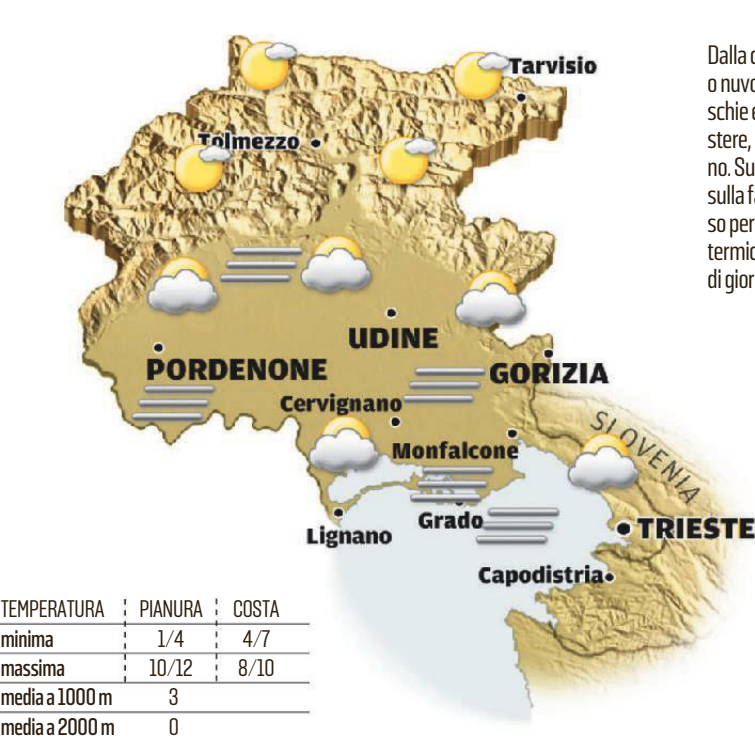 Dalla c
o nuvo
schie e
stere,
no. Su
sulla fa
so per
termic
di gior
Tarvisio
Tolmezzo
UDINE
PORDENONE
GORIZIA
Cervignano
SLOVENIA
Monfalcone
Grado
Lignano
TRIESTE
Capodistria
TEMPERATURA PIANURA COSTA
minima 1/4 4/7
massima 10/12 8/10
media a 1000 m 3
media a 2000 m 0